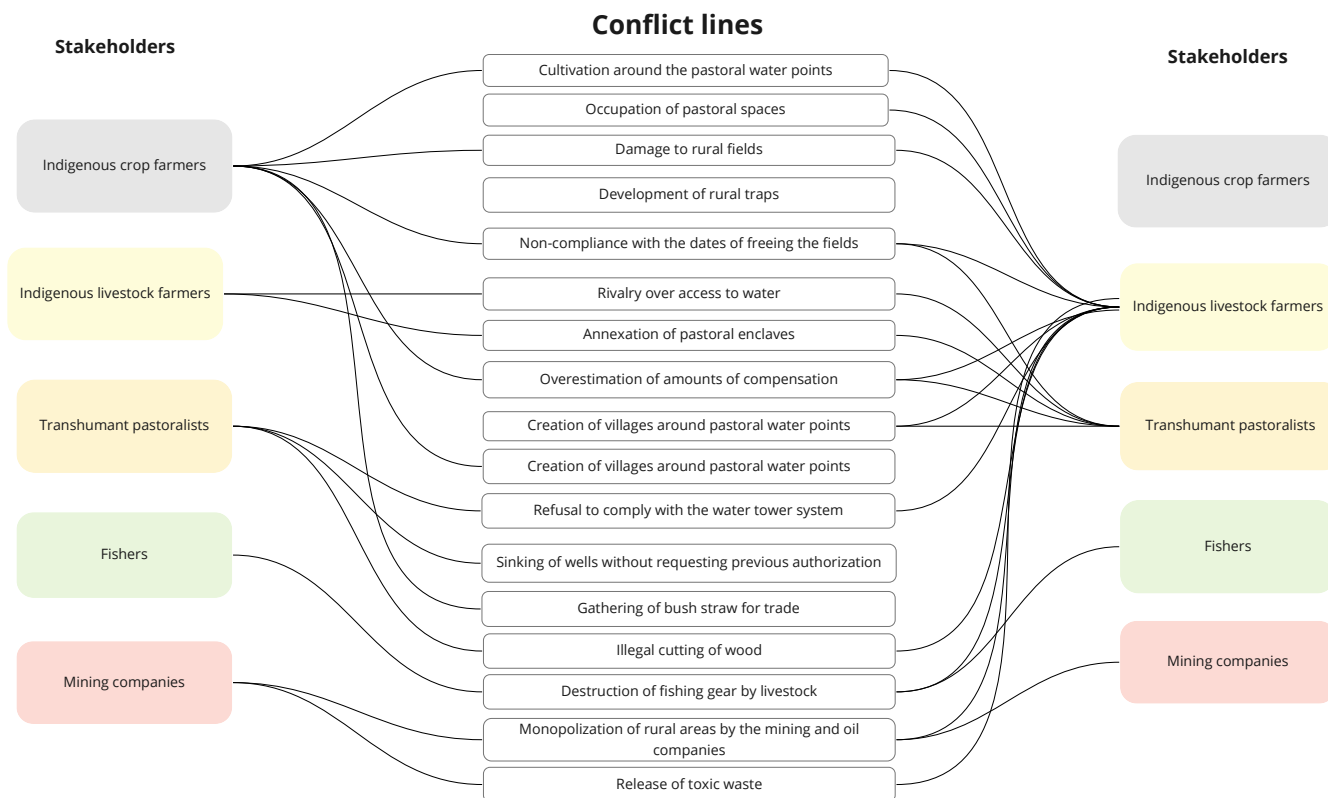 Conflict lines
Stakeholders
Indigenous crop farmers
Indigenous livestock farmers
Transhumant pastoralists
Fishers
Mining companies
Cultivation around the pastoral water points
Occupation of pastoral spaces
Damage to rural fields
Development of rural traps
Non-compliance with the dates of freeing the fields
Rivalry over access to water
Annexation of pastoral enclaves
Overestimation of amounts of compensation
Creation of villages around pastoral water points
Creation of villages around pastoral water points
Refusal to comply with the water tower system
Sinking of wells without requesting previous authorization
Gathering of bush straw for trade
Illegal cutting of wood
Destruction of fishing gear by livestock
Monopolization of rural areas by the mining and oil
companies
Release of toxic waste
Stakeholders
Indigenous crop farmers
Indigenous livestock farmers
Transhumant pastoralists
Fishers
Mining companies